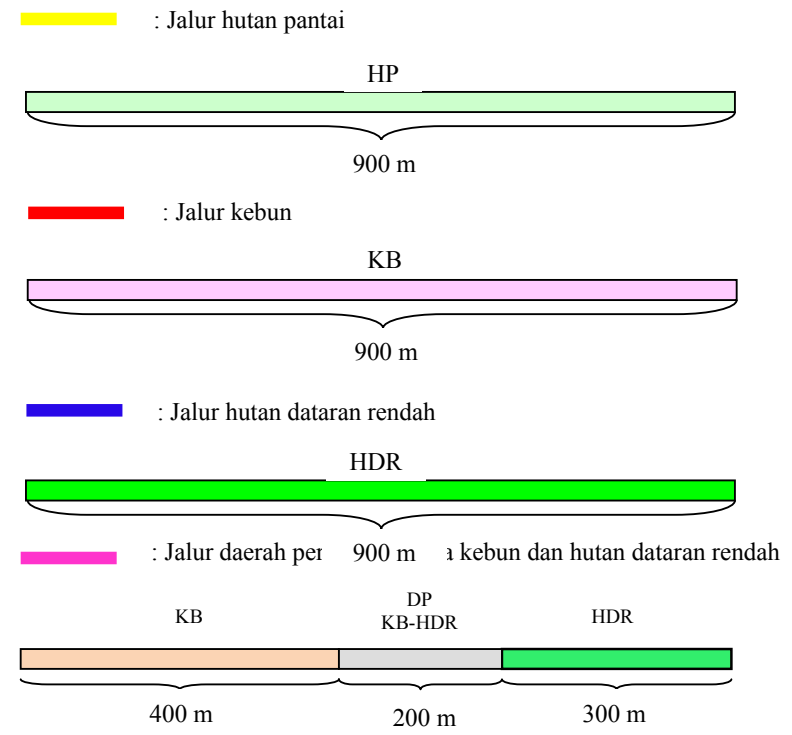 : Jalur hutan pantai
HP
900 m
: Jalur kebun
KB
900 m
: Jalur hutan dataran rendah
HDR
900 m
: Jalur daerah kebun dan hutan dataran rendah
KB
DP
KB-HDR
HDR
400 m
200 m
300 m